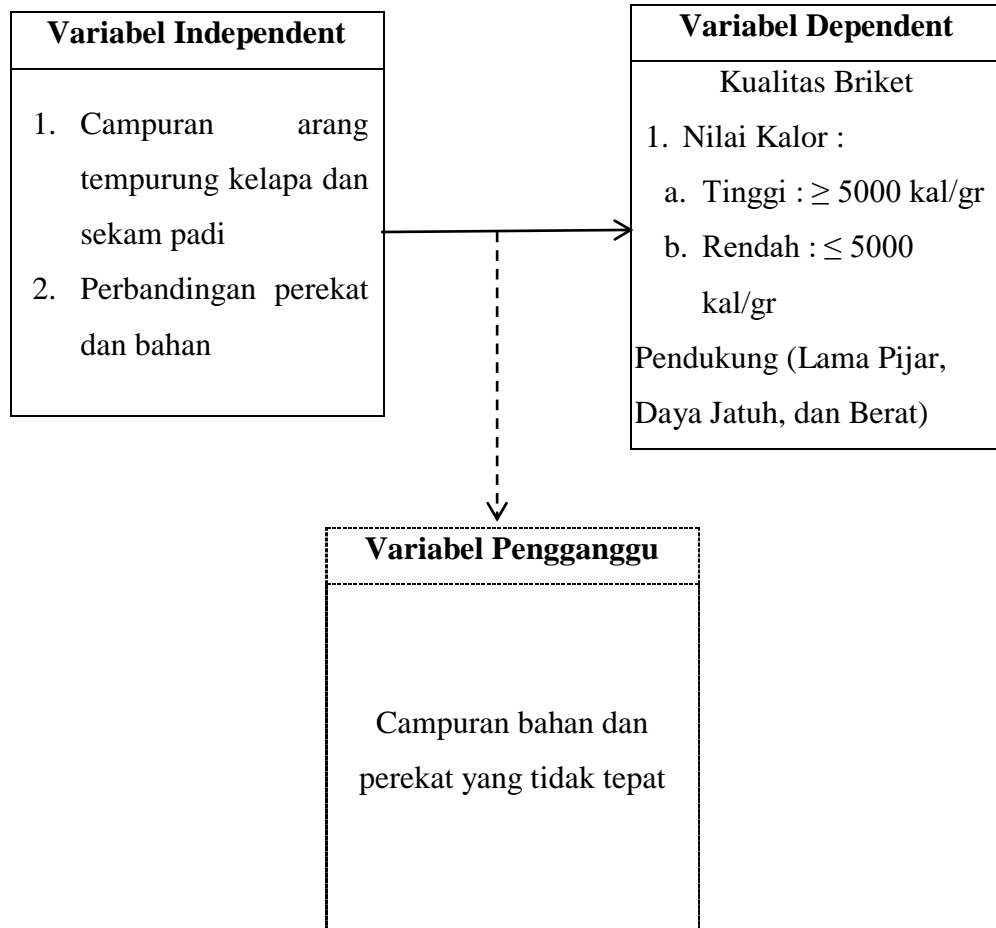 Variabel Independent
1. Campuran arang
tempurung kelapa dan
sekam padi
2. Perbandingan perekat
dan bahan
Variabel Dependent
Kualitas Briket
1. Nilai Kalor :
a. Tinggi : ≥ 5000 kal/gr
b. Rendah : ≤ 5000
kal/gr
Pendukung (Lama Pijar,
Daya Jatuh, dan Berat)
Variabel Pengganggu
Campuran bahan dan
perekat yang tidak tepat